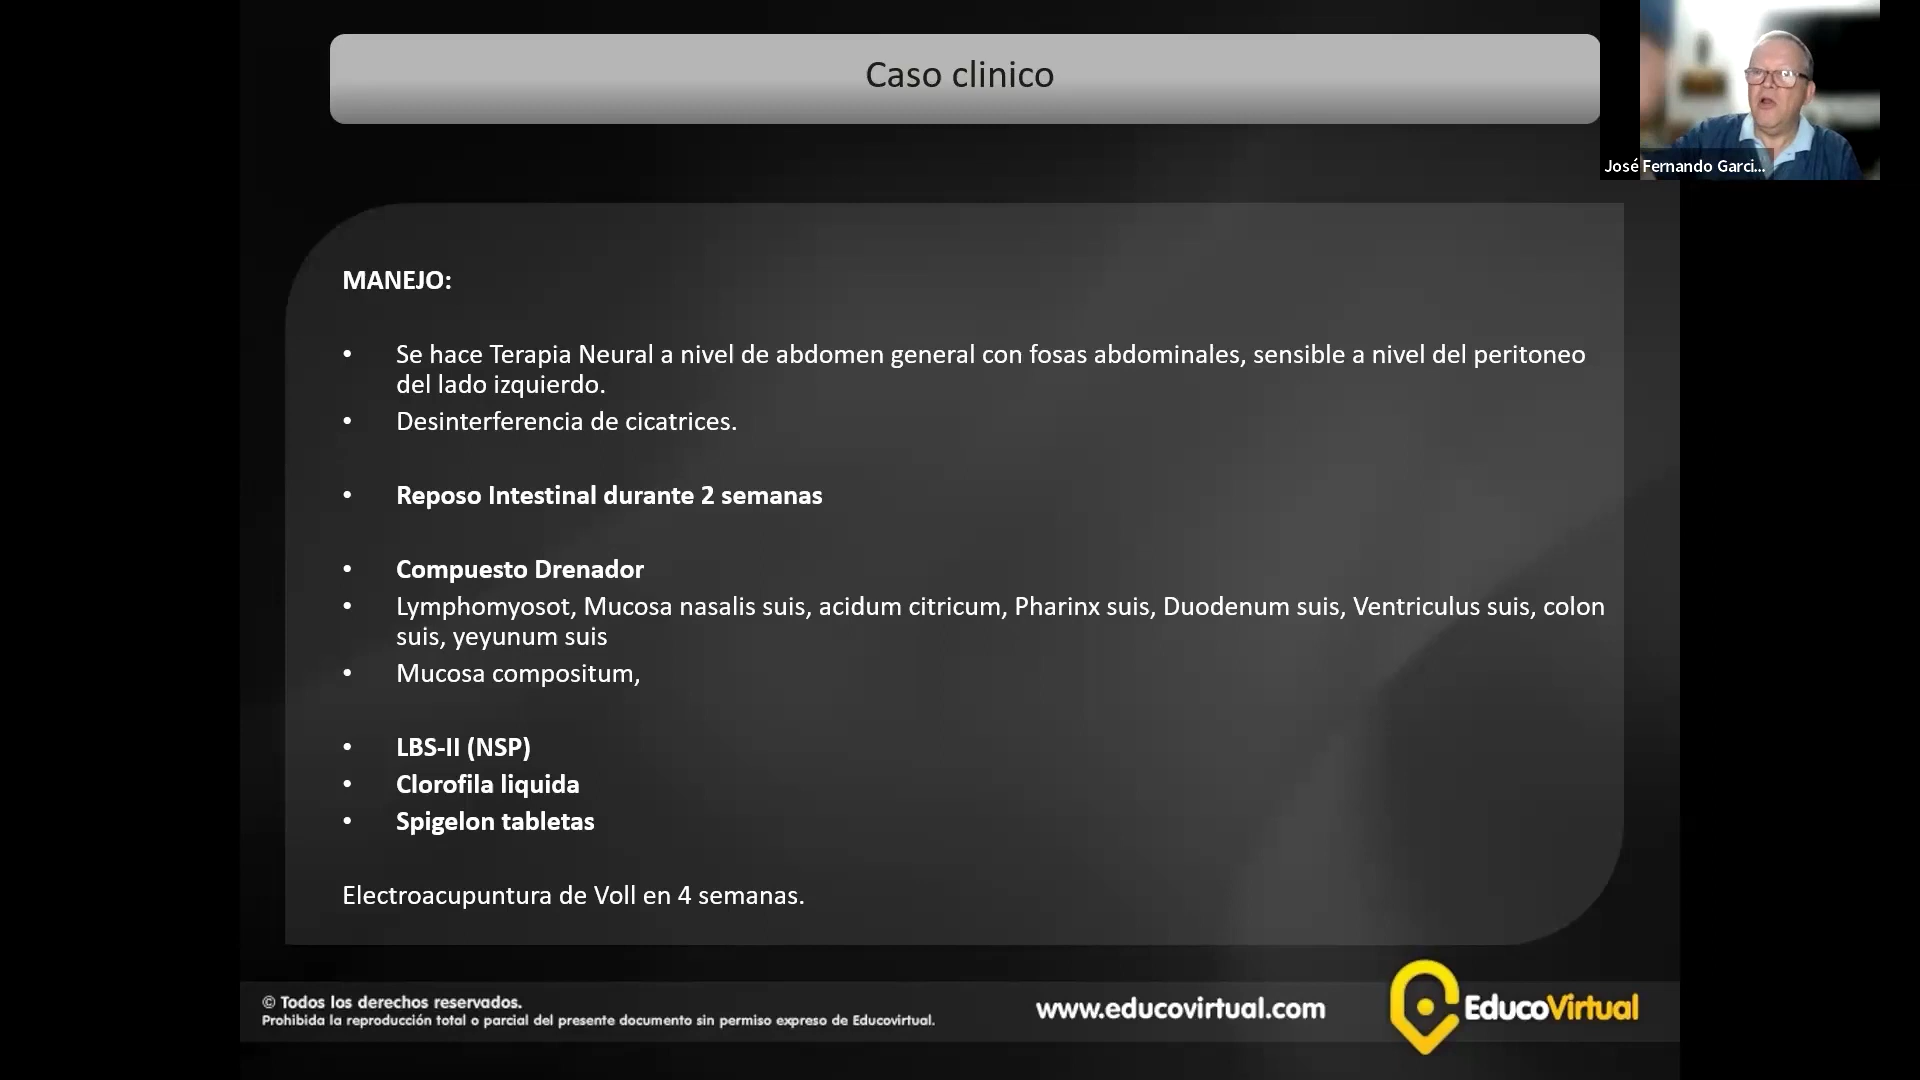 Caso clinico
José Fernando Garci...
MANEJO:
• Se hace Terapia Neural a nivel de abdomen general con fosas abdominales, sensible a nivel del peritoneo
del lado izquierdo.
• Desinterferencia de cicatrices.
• Reposo Intestinal durante 2 semanas
• Compuesto Drenador
• Lymphomyosot, Mucosa nasalis suis, acidum citricum, Pharinx suis, Duodenum suis, Ventriculus suis, colon
suis, yeyunum suis
• Mucosa compositum,
• LBS-II (NSP)
• Clorofila liquida
• Spigelon tabletas
Electroacupuntura de Voll en 4 semanas.
© Todos los derechos reservados.
Prohibida la reproducción total o parcial del presente documento sin permiso expreso de Educovirtual.
www.educovirtual.com
EducoVirtual